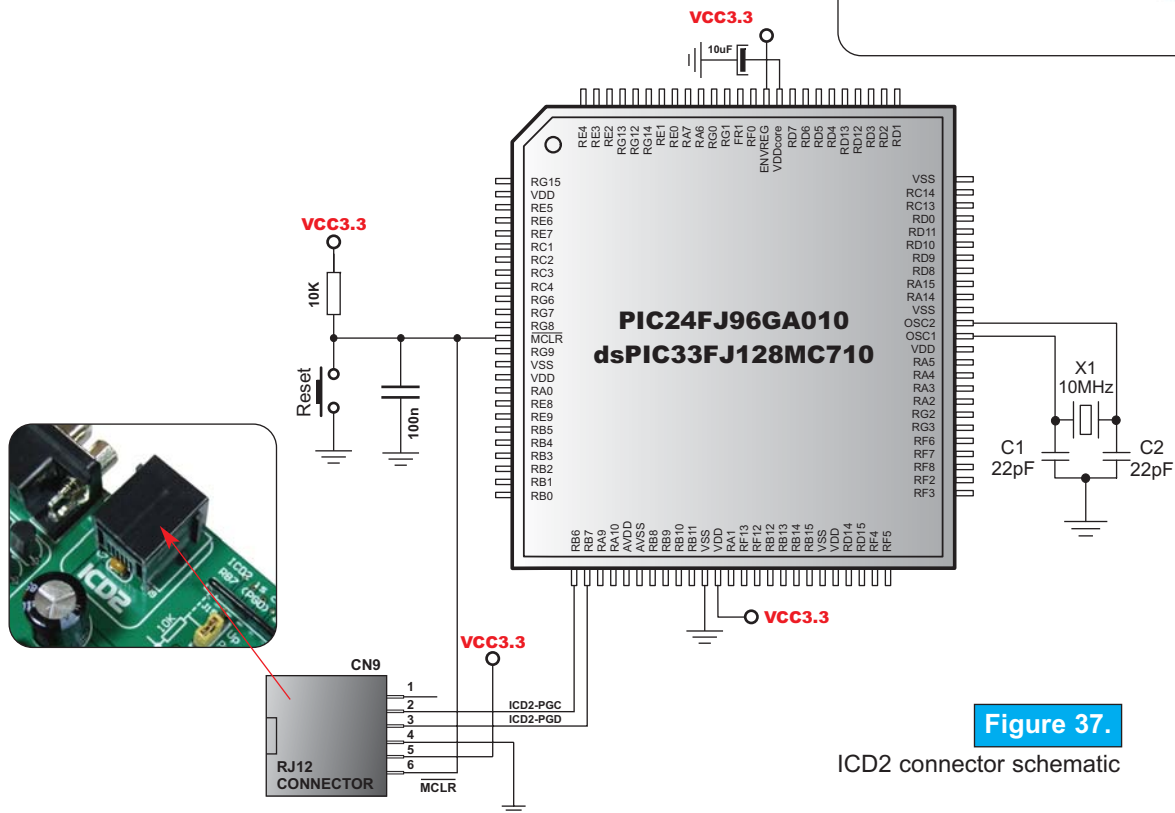 VCC3.3
10uF
RE4
RE3
RE2
RG13
RG12
RG14
RE1
RE0
RA7
RA6
RG0
RG1
FR1
RF0
ENVREG
VDDcore
RD7
RD6
RD5
RD4
RD13
RD12
RD3
RD2
RD1
RG15
VDD
RE5
RE6
RE7
RC1
RC2
RC3
RC4
RG6
RG7
RG8
MCLR
RG9
VSS
VDD
RA0
RE8
RE9
RB5
RB4
RB3
RB2
RB1
RB0
VSS
RC14
RC13
RD0
RD11
RD10
RD9
RD8
RA15
RA14
VSS
OSC2
OSC1
VDD
RA5
RA4
RA3
RA2
RG2
RG3
RF6
RF7
RF8
RF2
RF3
PIC24FJ96GA010
dsPIC33FJ128MC710
RB6
RB7
RA9
RA10
AVDD
AVSS
RB8
RB9
RB10
RB11
VSS
VDD
RA1
RF13
RF12
RB12
RB13
RB14
RB15
VSS
VDD
RD14
RD15
RF4
RF5
VCC3.3
10K
Reset
100n
X1
10MHz
C1
22pF
C2
22pF
VCC3.3
ICD2
ICD2 is
RB7 (PGD)
10K
VCC3.3
CN9
1
2
3
4
5
6
ICD2-PGC
ICD2-PGD
MCLR
RJ12
CONNECTOR
Figure 37.
ICD2 connector schematic